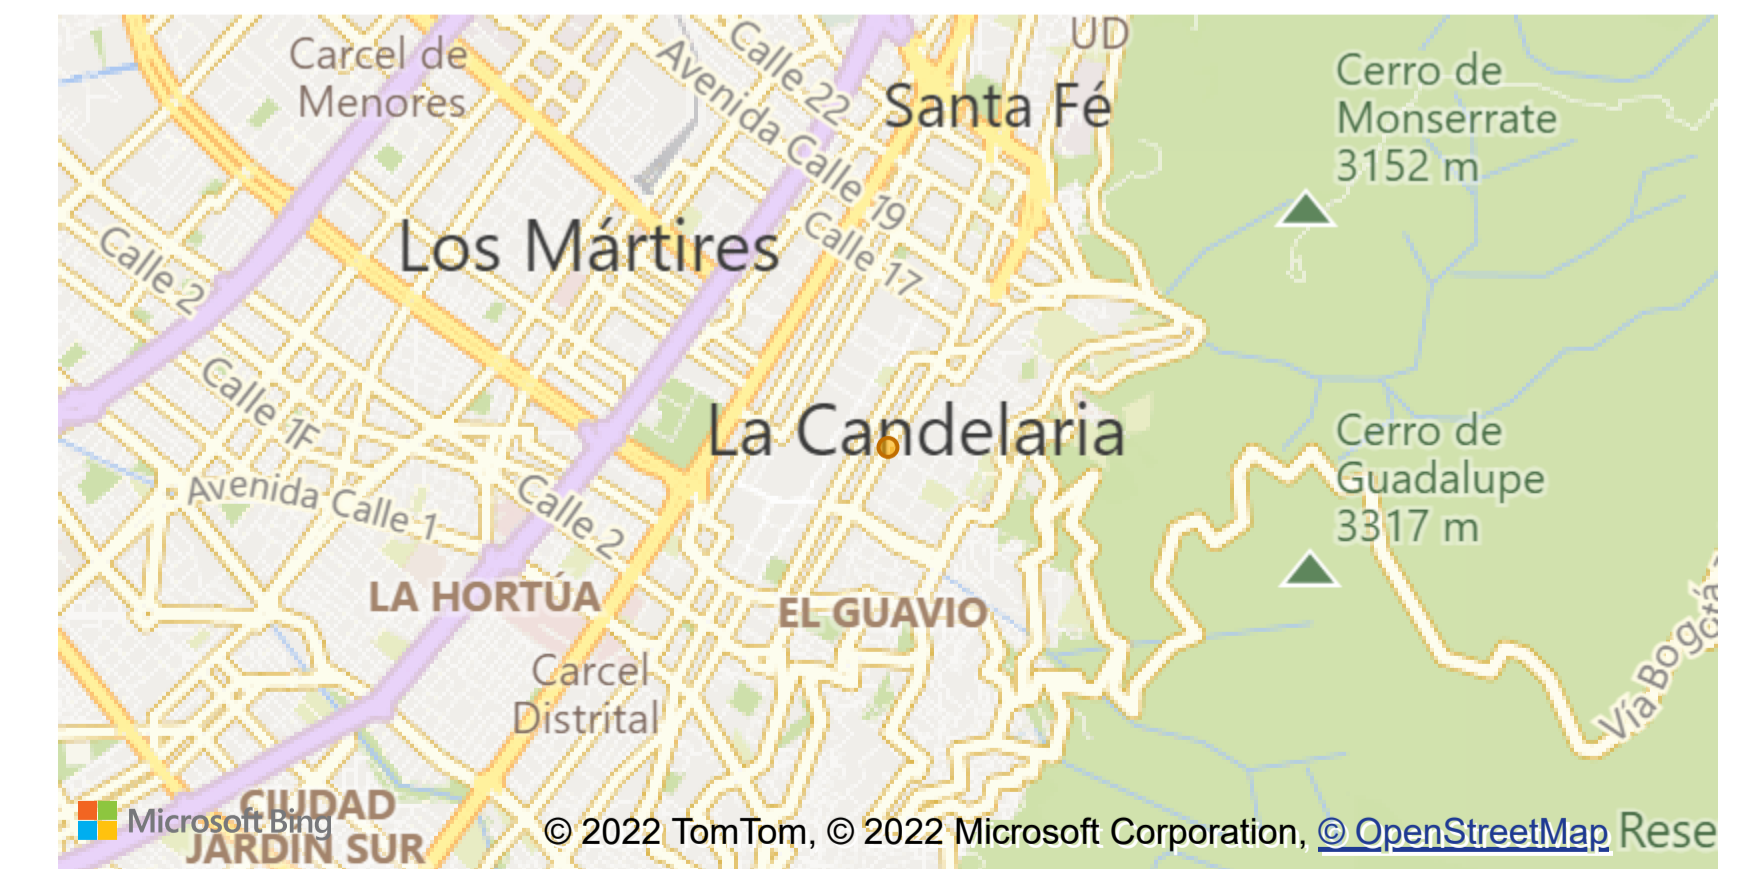 UD
Carcel de
Menores
Calle 22
Avenida Calle 19
Santa Fé
Cerro de
Monserrate
3152 m
Los Mártires
Calle 17
Calle 2
Calle 1F
La Candelaria
Cerro de
Guadalupe
3317 m
Avenida Calle 1
Calle 2
LA HORTÚA
EL GUAVIO
Carcel
Distrital
Vía Bogotá
CIUDAD
JARDIN SUR
Microsoft Bing
© 2022 TomTom, © 2022 Microsoft Corporation, © OpenStreetMap
Rese